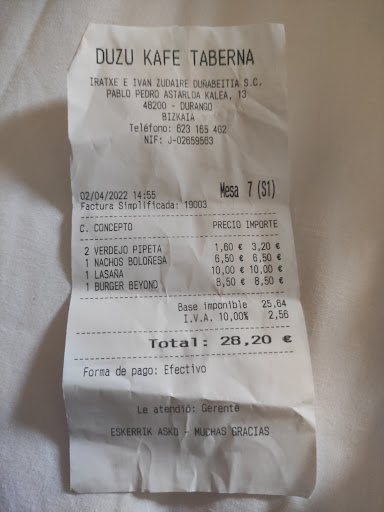 DUZU KAFE TABERNA
IRATXE E IVAN ZUDAIRE DURABEITIA S.C.
PABLO PEDRO ASTARLOA KALEA, 13
48200 - DURANGO
BIZKAIA
Teléfono: 623 165 402
NIF: J-02659563
02/04/2022 14:55 Mesa 7 (S1)
Factura Simplificada: 19003
C. CONCEPTO PRECIO IMPORTE
2 VERDEJO PIPETA 1,60 € 3,20 €
1 NACHOS BOLOÑESA 6,50 € 6,50 €
1 LASAÑA 10,00 € 10,00 €
1 BURGER BEYOND 8,50 € 8,50 €
Base imponible 25,64
I.V.A. 10,00% 2,56
Total: 28,20 €
Forma de pago: Efectivo
Le atendió: Gerente
ESKERRIK ASKO - MUCHAS GRACIAS